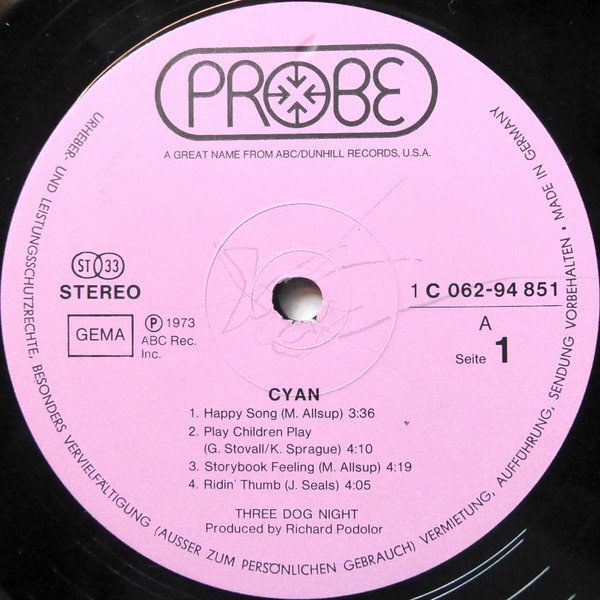 PROBE
A GREAT NAME FROM ABC/DUNHILL RECORDS, U.S.A.
ST 33
STEREO
GEMA
Ⓟ 1973
ABC Rec.
Inc.
1 C 062-94 851
A
Seite 1
CYAN
1. Happy Song (M. Allsup) 3:36
2. Play Children Play
(G. Stovall/K. Sprague) 4:10
3. Storybook Feeling (M. Allsup) 4:19
4. Ridin' Thumb (J. Seals) 4:05
THREE DOG NIGHT
Produced by Richard Podolor
URHEBER- UND LEISTUNGSSCHUTZRECHTE, BESONDERS VERVIELFÄLTIGUNG (AUSSER ZUM PERSÖNLICHEN GEBRAUCH) VERMIETUNG, AUFFÜHRUNG, SENDUNG VORBEHALTEN • MADE IN GERMANY